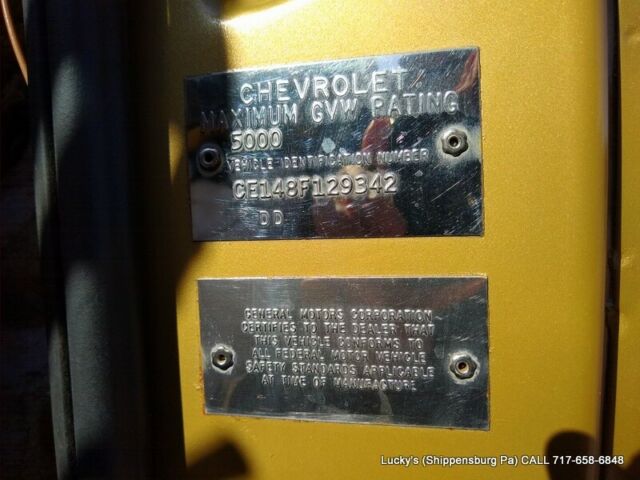 CHEVROLET
MAXIMUM GVW RATING
5000
VEHICLE IDENTIFICATION NUMBER
CE148F129342
DD
GENERAL MOTORS CORPORATION
CERTIFIES TO THE DEALER THAT
THIS VEHICLE CONFORMS TO
ALL FEDERAL MOTOR VEHICLE
SAFETY STANDARDS APPLICABLE
AT TIME OF MANUFACTURE
Lucky's (Shippensburg Pa) CALL 717-658-6848